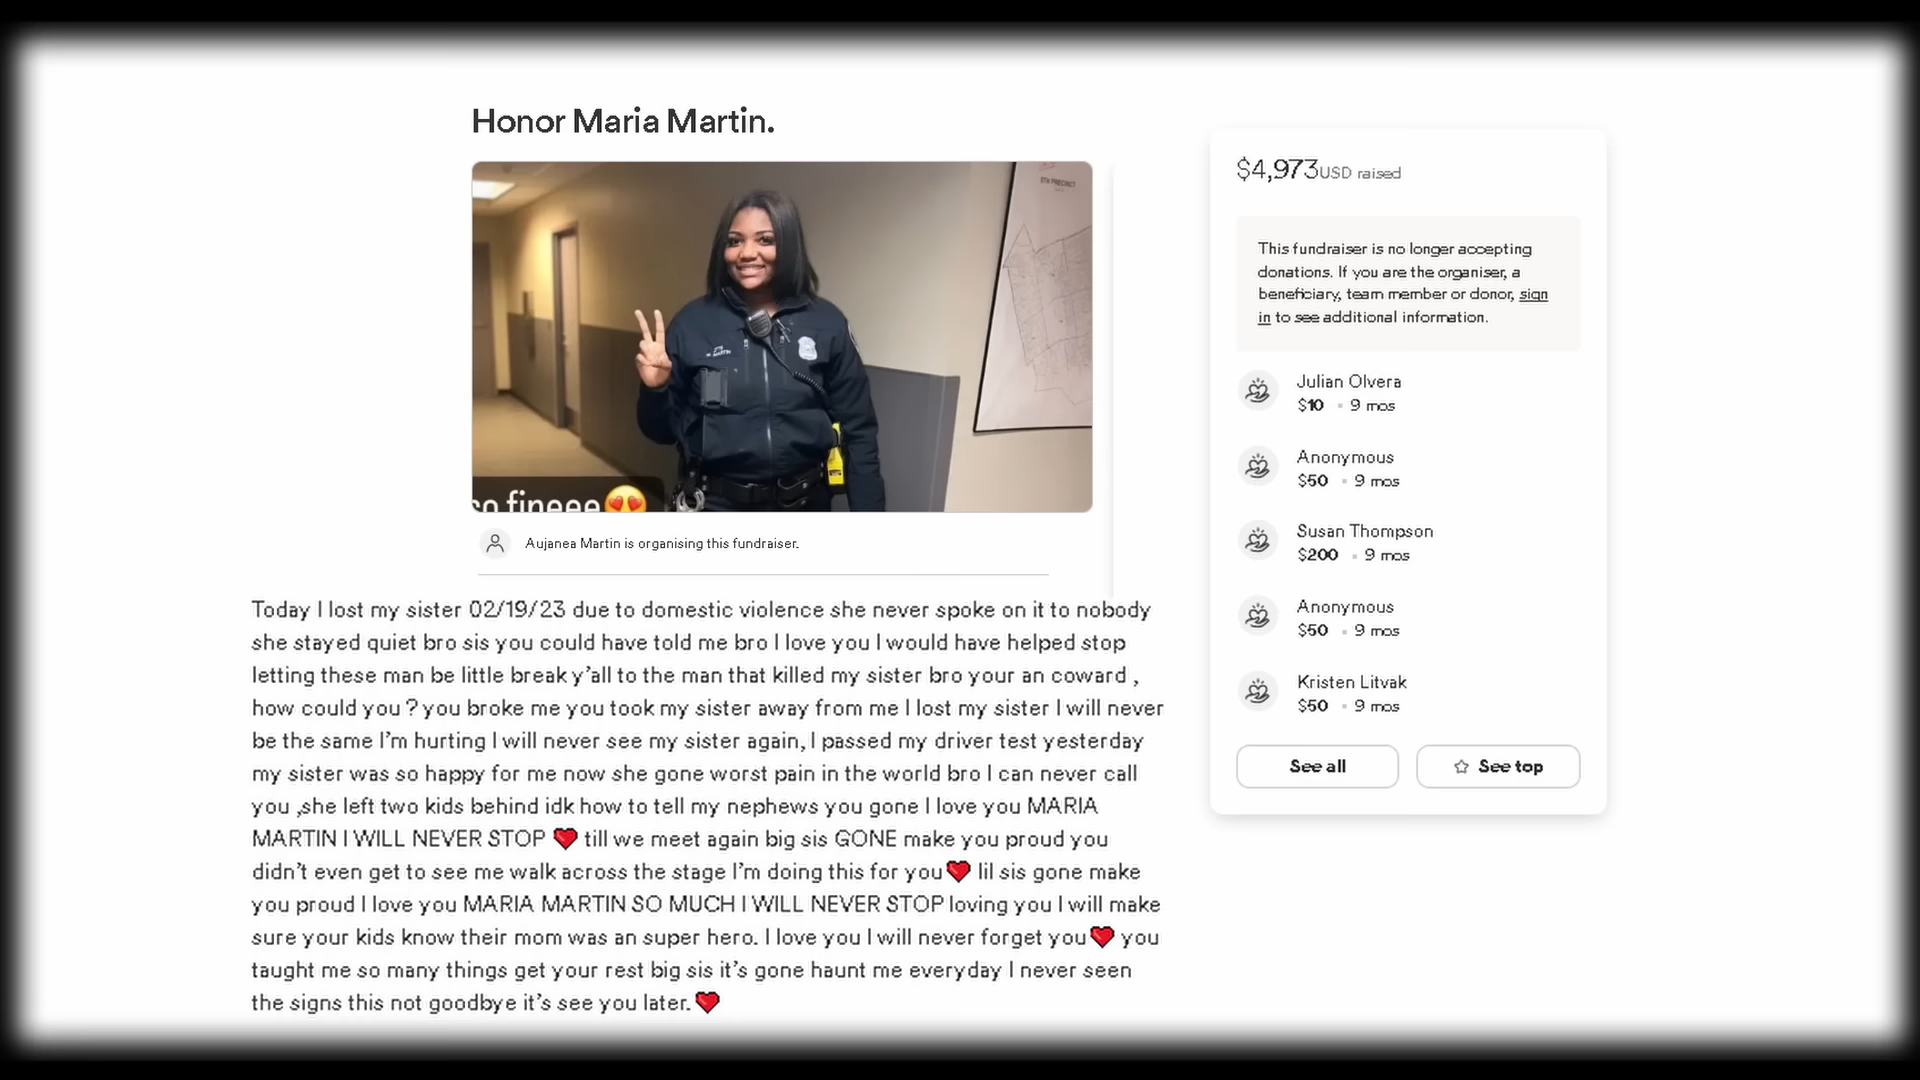 Honor Maria Martin.
8TH PRECINCT
MARTIN
so fineee😍
Aujanea Martin is organising this fundraiser.
Today I lost my sister 02/19/23 due to domestic violence she never spoke on it to nobody
she stayed quiet bro sis you could have told me bro I love you I would have helped stop
letting these man be little break y’all to the man that killed my sister bro your an coward ,
how could you ? you broke me you took my sister away from me I lost my sister I will never
be the same I’m hurting I will never see my sister again, I passed my driver test yesterday
my sister was so happy for me now she gone worst pain in the world bro I can never call
you ,she left two kids behind idk how to tell my nephews you gone I love you MARIA
MARTIN I WILL NEVER STOP ❤️ till we meet again big sis GONE make you proud you
didn’t even get to see me walk across the stage I’m doing this for you❤️ lil sis gone make
you proud I love you MARIA MARTIN SO MUCH I WILL NEVER STOP loving you I will make
sure your kids know their mom was an super hero. I love you I will never forget you❤️ you
taught me so many things get your rest big sis it’s gone haunt me everyday I never seen
the signs this not goodbye it’s see you later.❤️
$4,973USD raised
This fundraiser is no longer accepting
donations. If you are the organiser, a
beneficiary, team member or donor, sign
in to see additional information.
Julian Olvera
$10 • 9 mos
Anonymous
$50 • 9 mos
Susan Thompson
$200 • 9 mos
Anonymous
$50 • 9 mos
Kristen Litvak
$50 • 9 mos
See all
See top